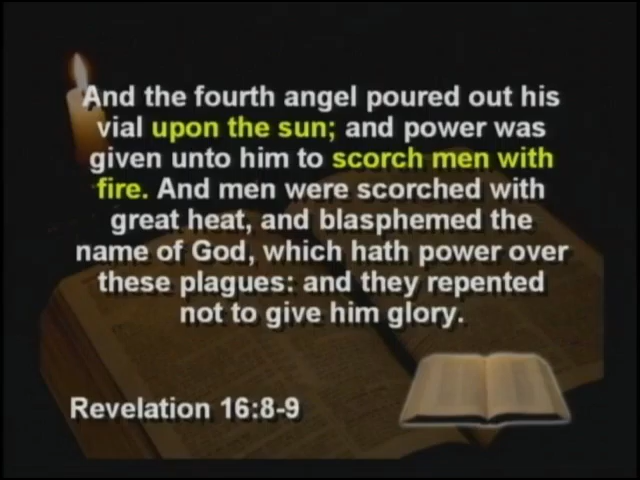 And the fourth angel poured out his
vial upon the sun; and power was
given unto him to scorch men with
fire. And men were scorched with
great heat, and blasphemed the
name of God, which hath power over
these plagues: and they repented
not to give him glory.
Revelation 16:8-9